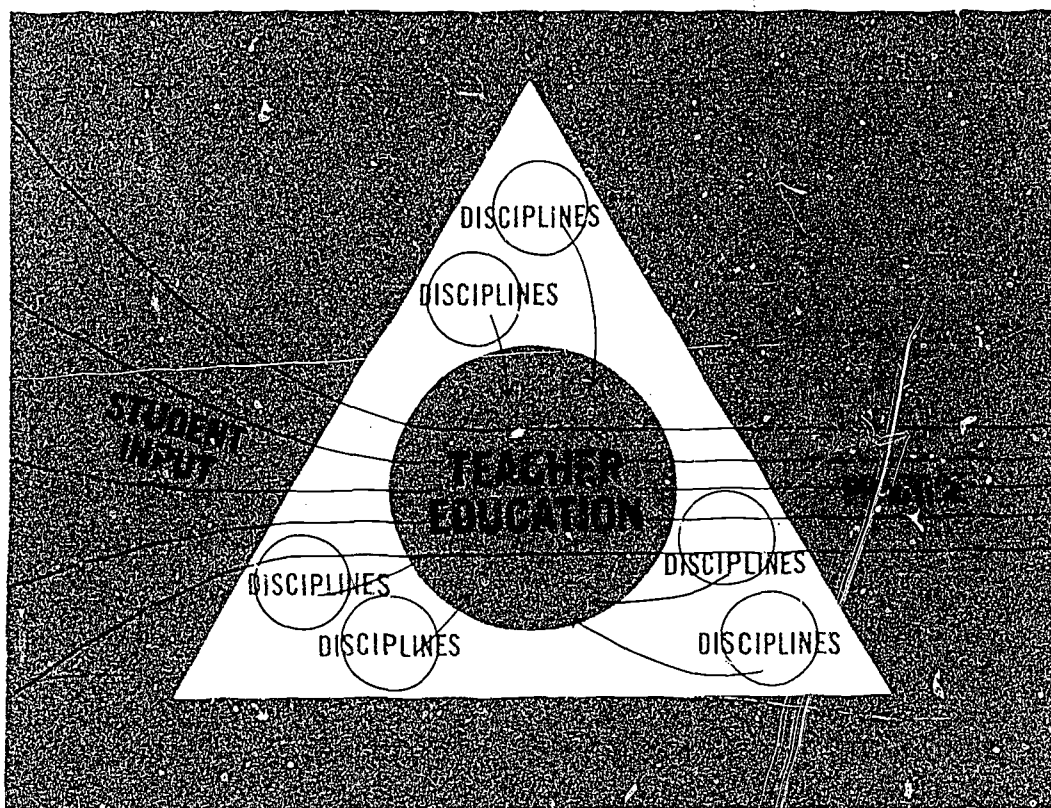 DISCIPLINES
DISCIPLINES
STUDENT
INPUT
TEACHER
EDUCATION
DISCIPLINES
DISCIPLINES
DISCIPLINES
DISCIPLINES